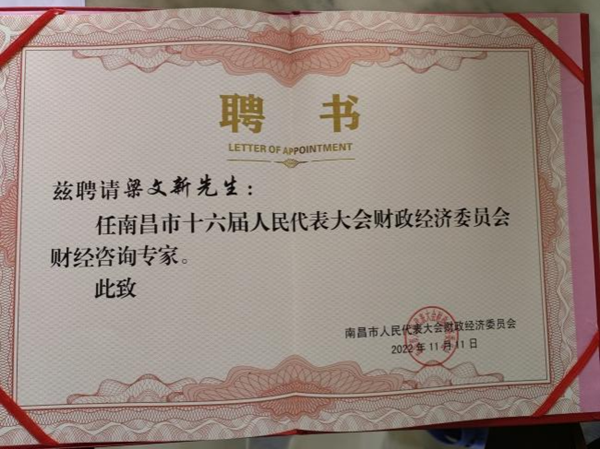 聘 书
LETTER OF APPOINTMENT
兹聘请梁文新先生：
任南昌市十六届人民代表大会财政经济委员会
财经咨询专家。
此致
南昌市人民代表大会财政经济委员会
2022年11月11日